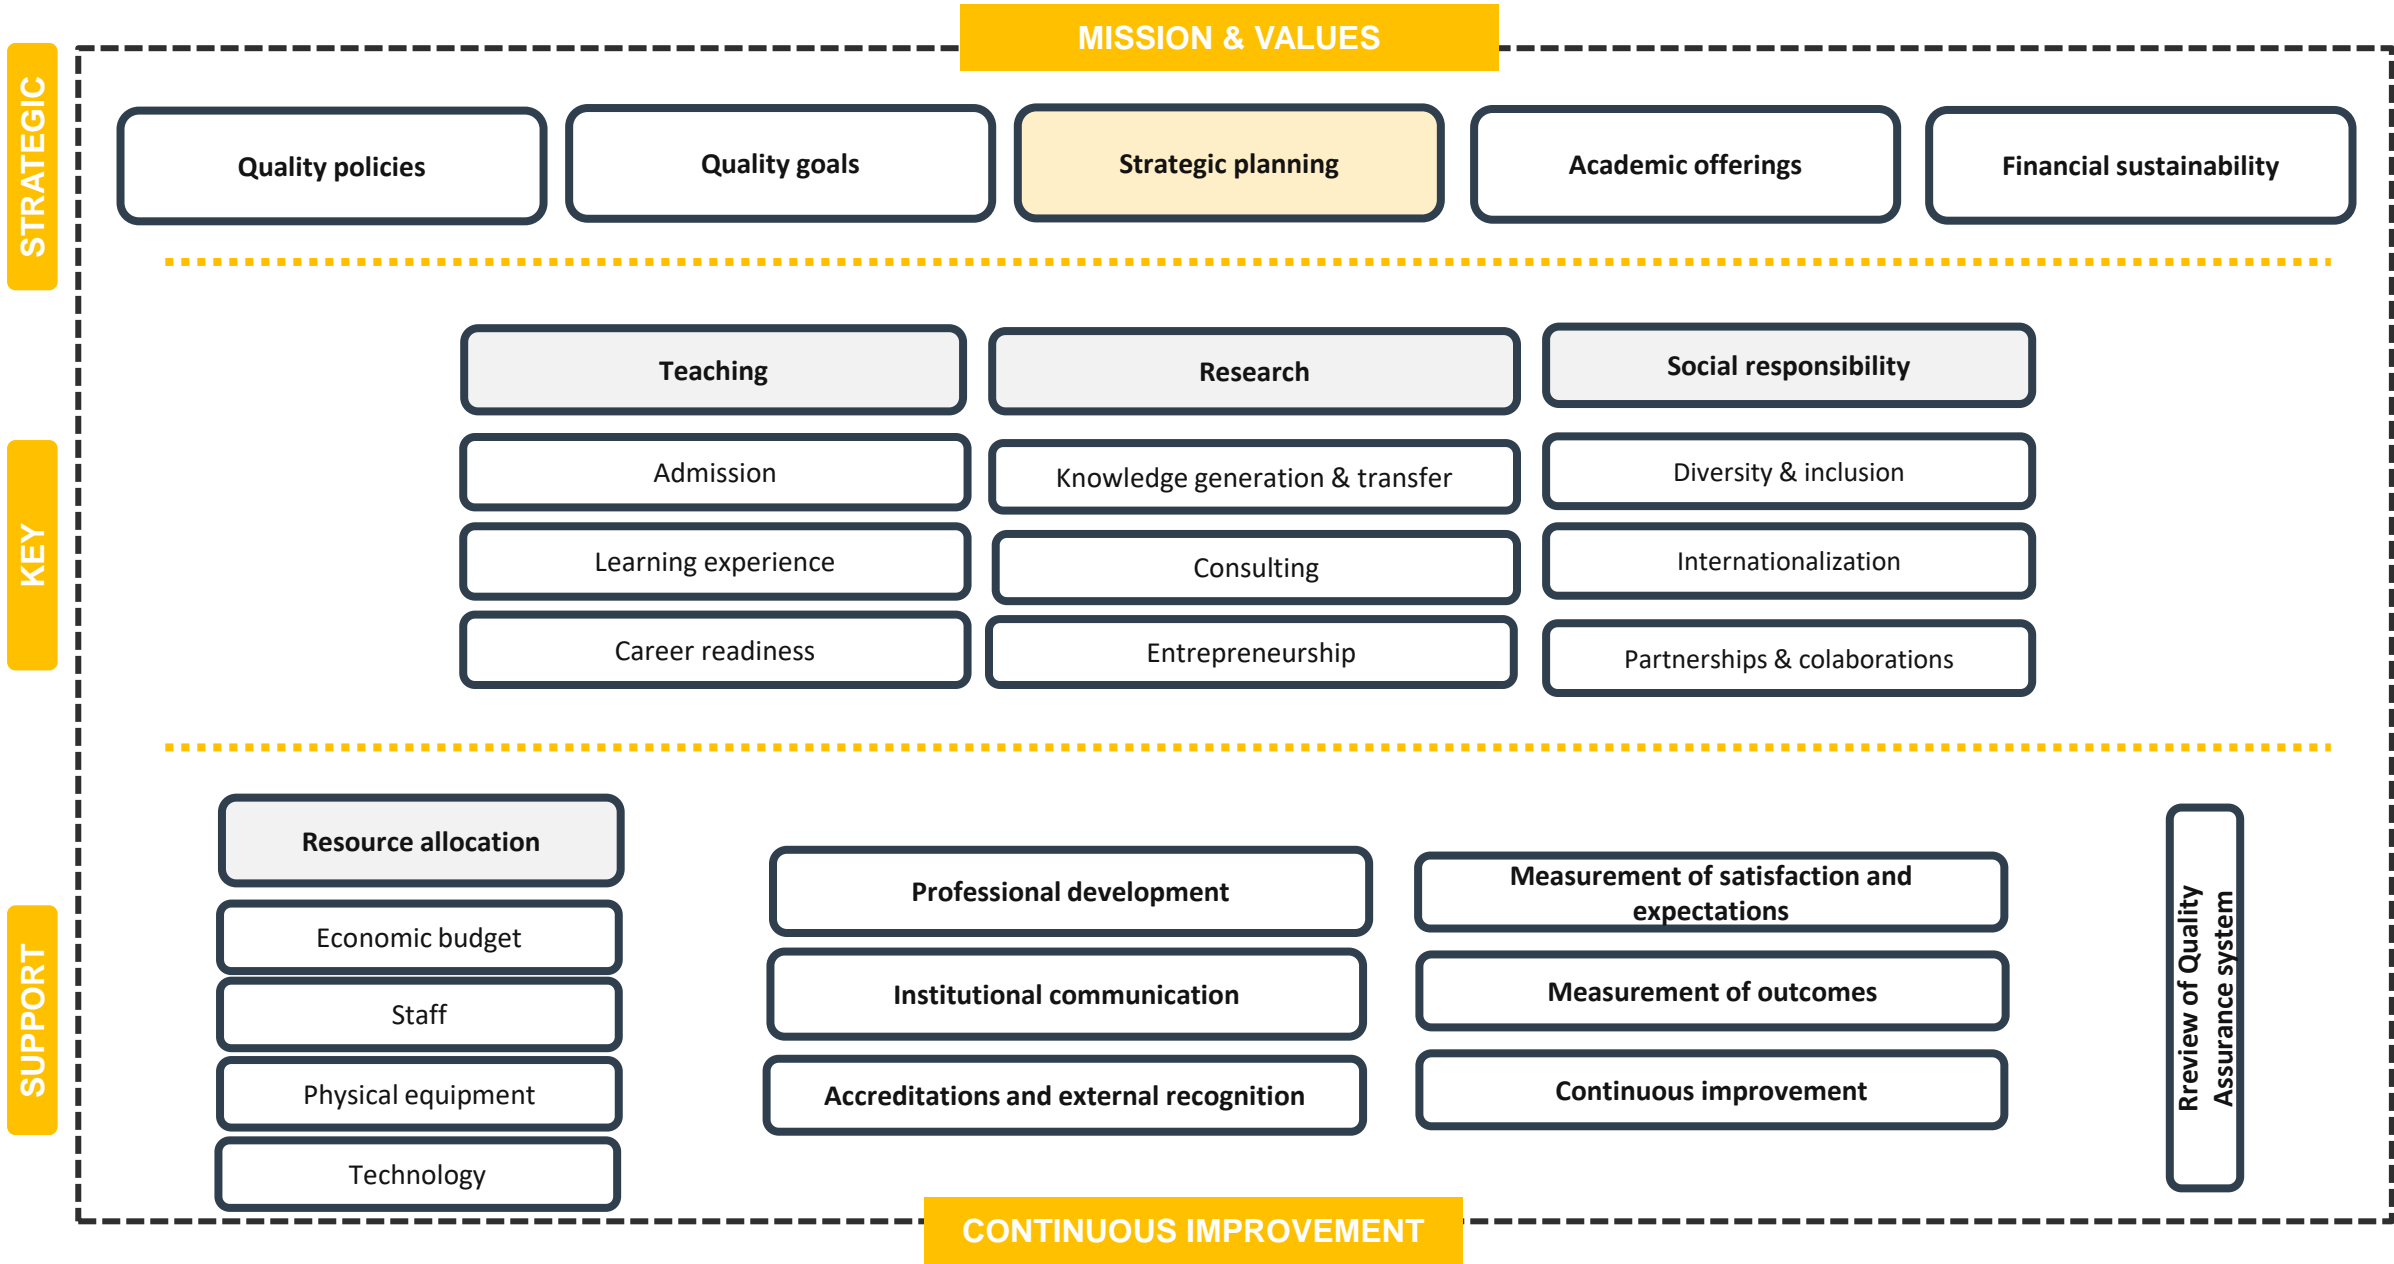 MISSION & VALUES
STRATEGIC
Quality policies
Quality goals
Strategic planning
Academic offerings
Financial sustainability
KEY
Teaching
Research
Social responsibility
Admission
Knowledge generation & transfer
Diversity & inclusion
Learning experience
Consulting
Internationalization
Career readiness
Entrepreneurship
Partnerships & colaborations
SUPPORT
Resource allocation
Economic budget
Staff
Physical equipment
Technology
Professional development
Institutional communication
Accreditations and external recognition
Measurement of satisfaction and
expectations
Measurement of outcomes
Continuous improvement
Rreview of Quality
Assurance system
CONTINUOUS IMPROVEMENT